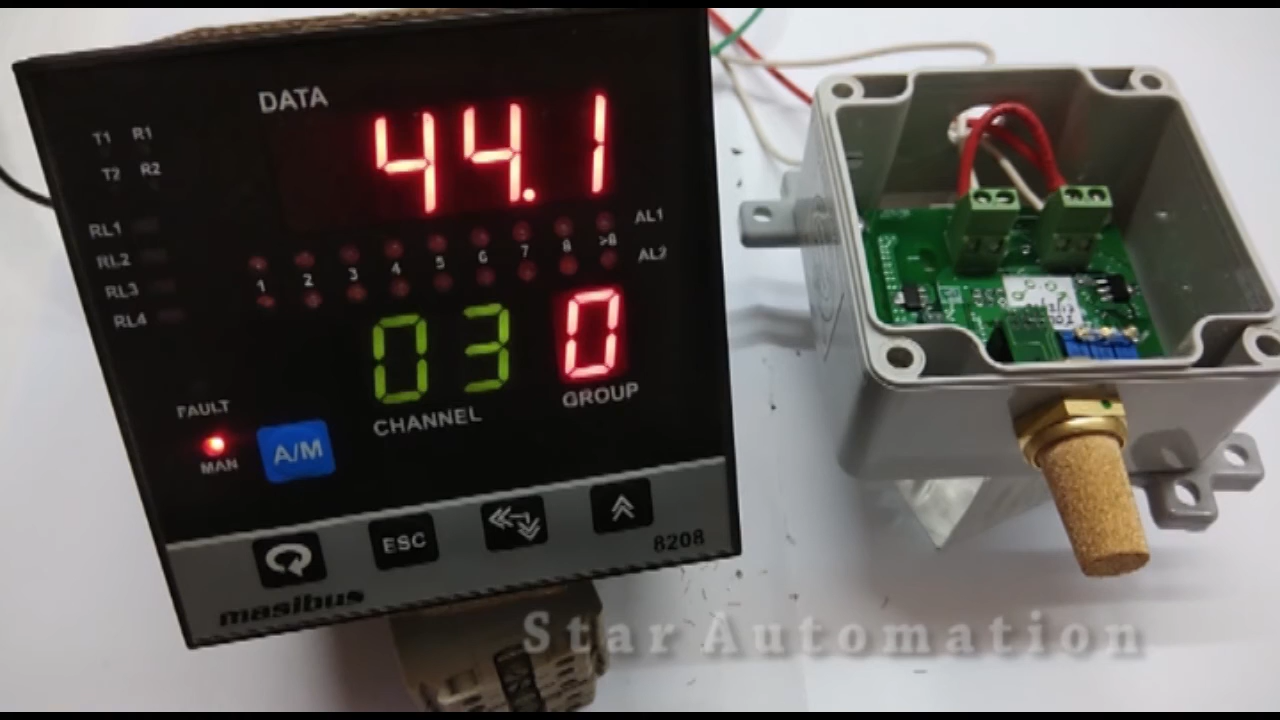 DATA
44.1
T1 R1
T2 R2
RL1
RL2
RL3
RL4
AL1
1 2 3 4 5 6 7 8 >8
AL2
03 0
CHANNEL GROUP
FAULT
MAN
A/M
ESC
8208
masibus
Star Automation